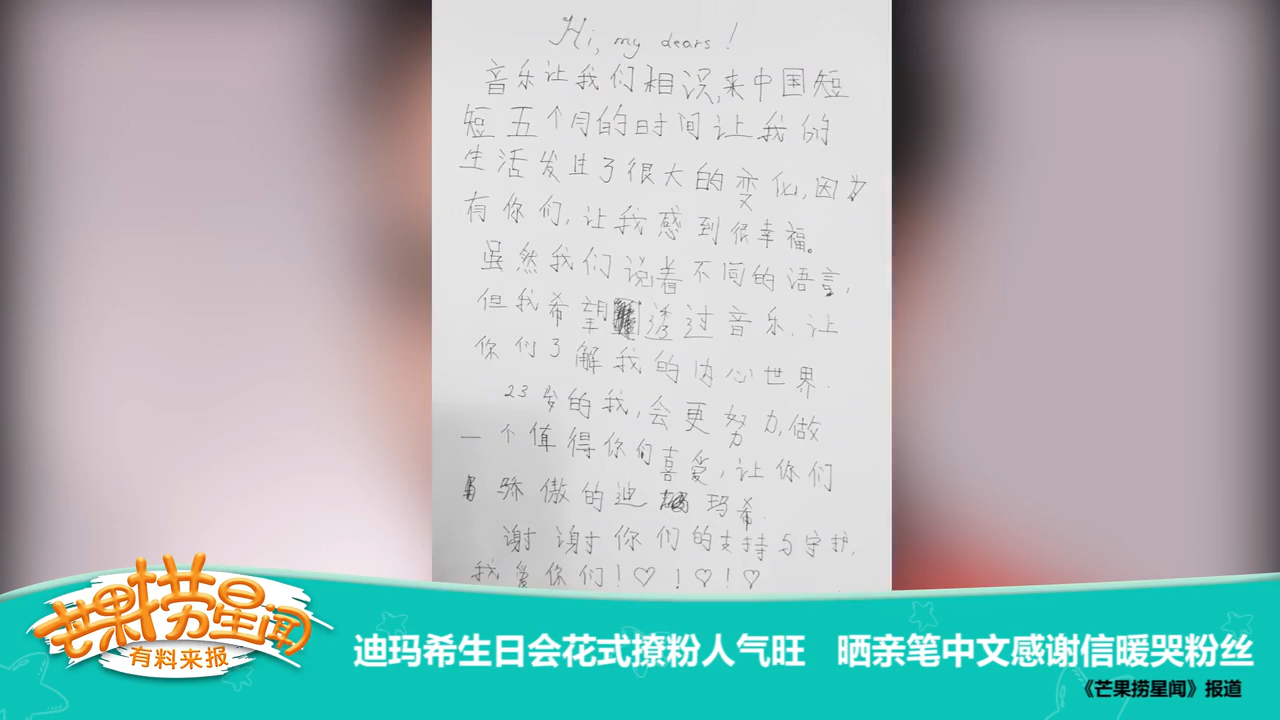 Hi, my dears!
音乐让我们相识,来中国短
短五个月的时间让我的
生活发生了很大的变化,因为
有你们,让我感到很幸福。
虽然我们说着不同的语言,
但我希望透过音乐,让
你们了解我的内心世界.
23岁的我,会更努力,做
一个值得你们喜爱,让你们
骄傲的迪玛希.
谢谢你们的支持与守护,
我爱你们!♡!♡!♡
芒果捞星闻
有料来报
迪玛希生日会花式撩粉人气旺 晒亲笔中文感谢信暖哭粉丝
《芒果捞星闻》报道